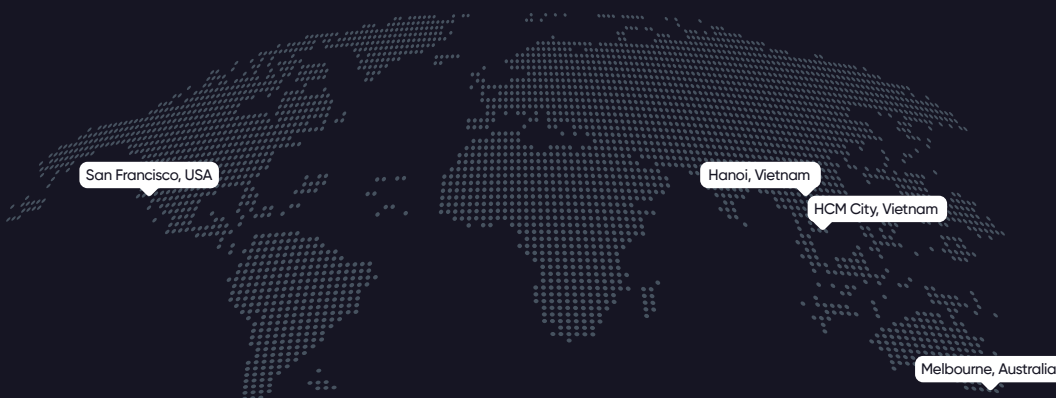 San Francisco, USA
Hanoi, Vietnam
HCM City, Vietnam
Melbourne, Australia